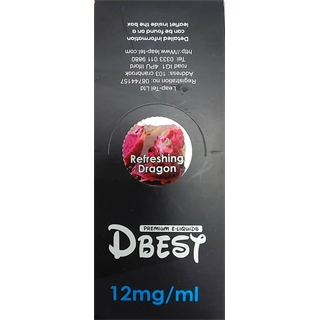 Detailed information
can be found on a
leaflet inside the box
Leap-Tel Ltd
Registration no: 08744157
Address: 103 cranbrook
road IG1 4PU Ilford
Tel: 0333 011 9880
http://Www.leap-tel.com
Refreshing
Dragon
PREMIUM E-LIQUIDS
DBEST
12mg/ml